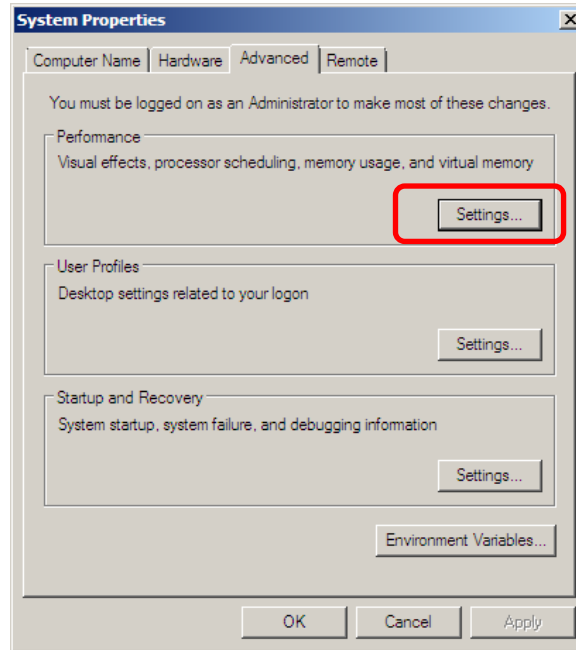 System Properties
Computer Name Hardware Advanced Remote
You must be logged on as an Administrator to make most of these changes.
Performance
Visual effects, processor scheduling, memory usage, and virtual memory
Settings...
User Profiles
Desktop settings related to your logon
Settings...
Startup and Recovery
System startup, system failure, and debugging information
Settings...
Environment Variables...
OK Cancel Apply